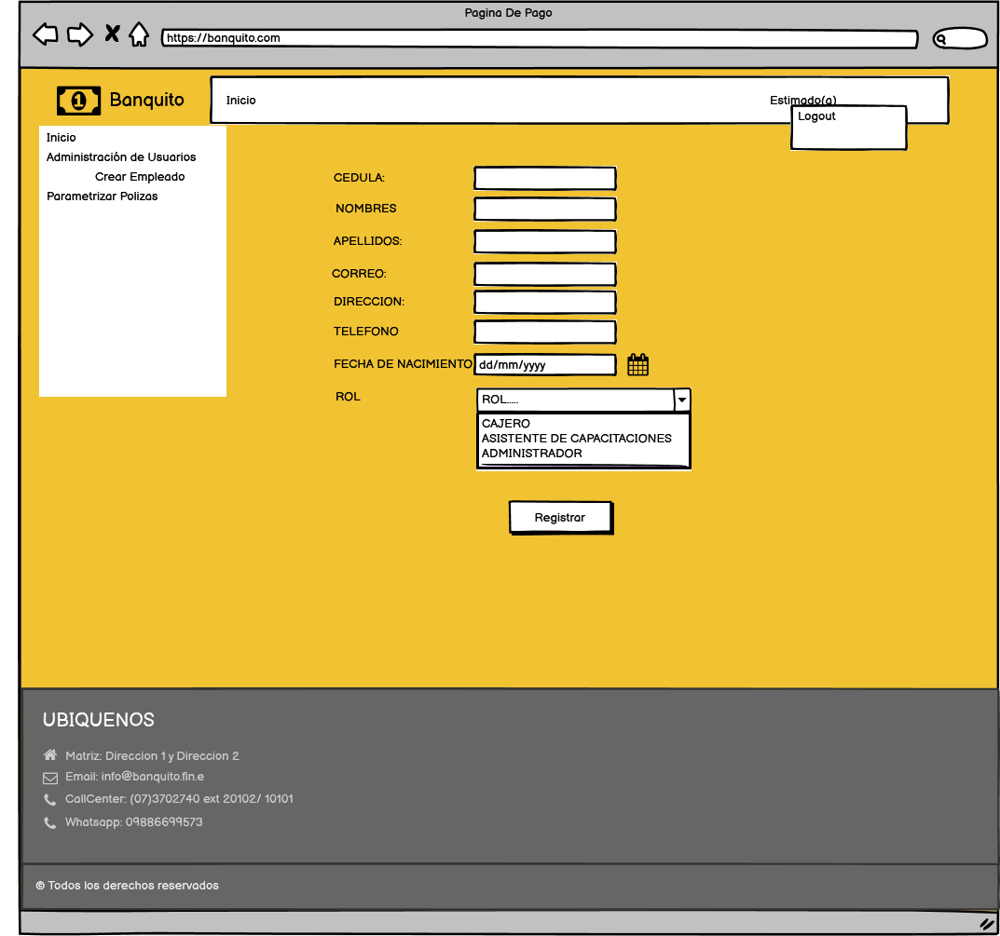 Pagina De Pago
https://banquito.com
1 Banquito
Inicio
Estimado(a)
Logout
Inicio
Administración de Usuarios
Crear Empleado
Parametrizar Polizas
CEDULA:
NOMBRES
APELLIDOS:
CORREO:
DIRECCION:
TELEFONO
FECHA DE NACIMIENTO dd/mm/yyyy
ROL ROL.....
CAJERO
ASISTENTE DE CAPACITACIONES
ADMINISTRADOR
Registrar
UBIQUENOS
Matriz: Direccion 1 y Direccion 2
Email: info@banquito.fin.e
CallCenter: (07)3702740 ext 20102/ 10101
Whatsapp: 09886699573
© Todos los derechos reservados